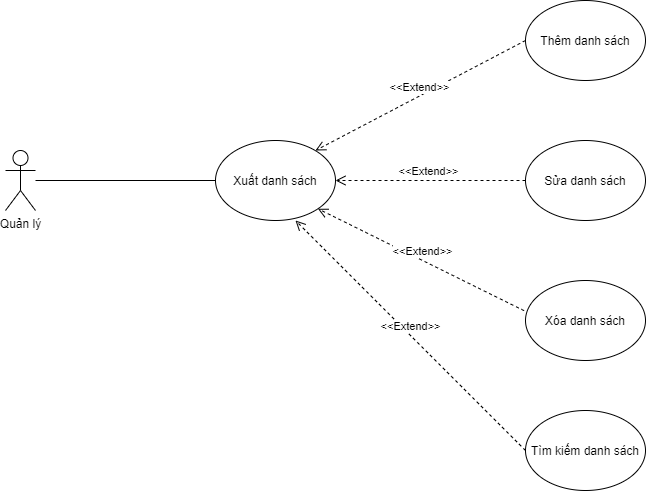 Thêm danh sách
<<Extend>>
Xuất danh sách
<<Extend>>
Sửa danh sách
Quản lý
<<Extend>>
Xóa danh sách
<<Extend>>
Tìm kiếm danh sách